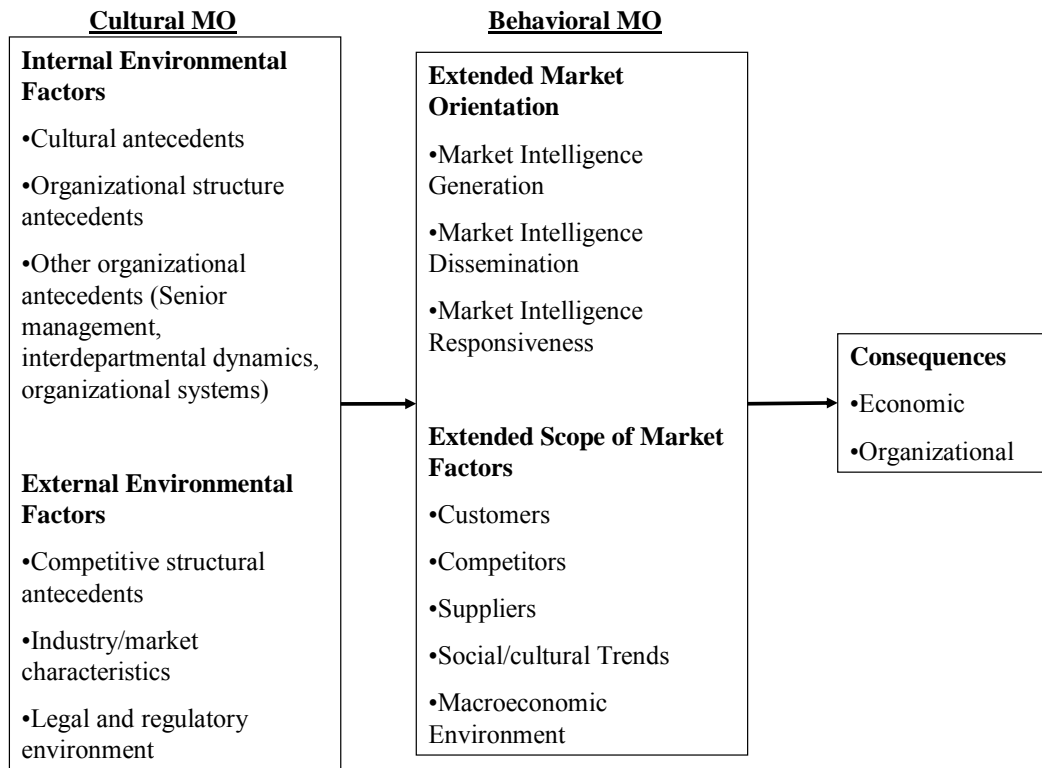 Cultural MO
Internal Environmental
Factors
•Cultural antecedents
•Organizational structure
antecedents
•Other organizational
antecedents (Senior
management,
interdepartmental dynamics,
organizational systems)
External Environmental
Factors
•Competitive structural
antecedents
•Industry/market
characteristics
•Legal and regulatory
environment
Behavioral MO
Extended Market
Orientation
•Market Intelligence
Generation
•Market Intelligence
Dissemination
•Market Intelligence
Responsiveness
Extended Scope of Market
Factors
•Customers
•Competitors
•Suppliers
•Social/cultural Trends
•Macroeconomic
Environment
Consequences
•Economic
•Organizational